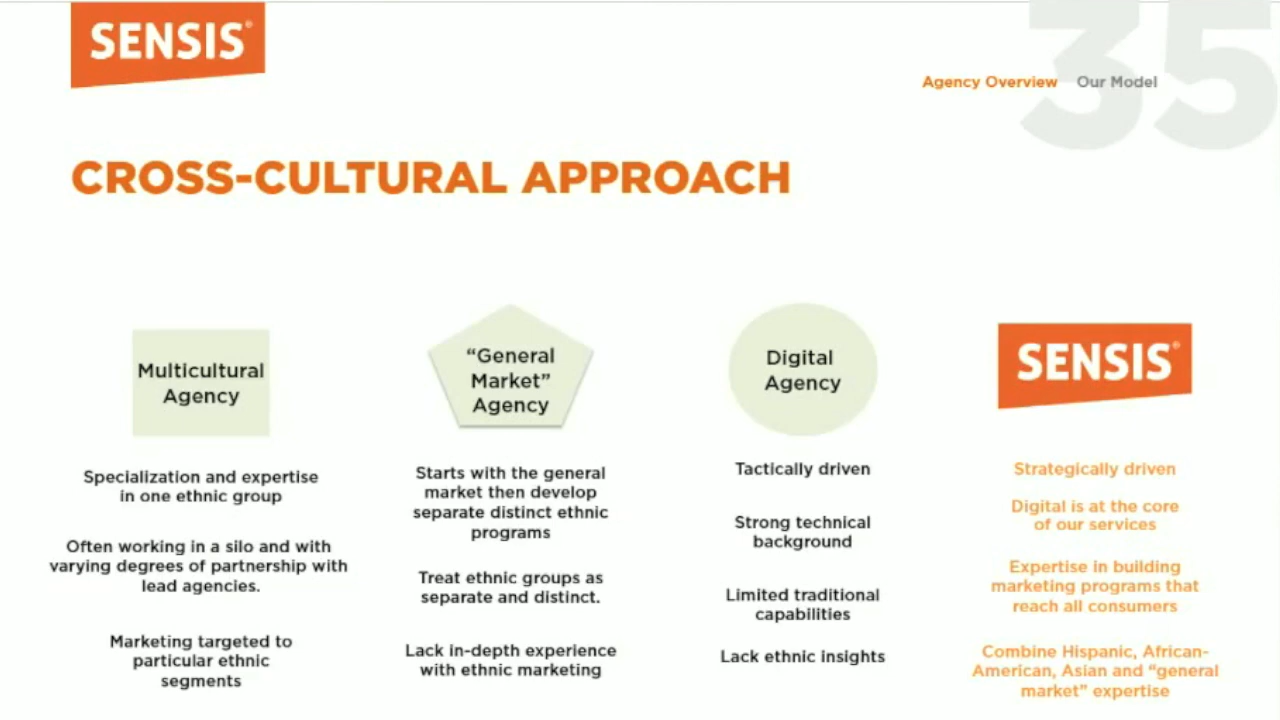 SENSIS®
35
Agency Overview Our Model
CROSS-CULTURAL APPROACH
Multicultural
Agency
Specialization and expertise
in one ethnic group
Often working in a silo and with
varying degrees of partnership with
lead agencies.
Marketing targeted to
particular ethnic
segments
“General
Market”
Agency
Starts with the general
market then develop
separate distinct ethnic
programs
Treat ethnic groups as
separate and distinct.
Lack in-depth experience
with ethnic marketing
Digital
Agency
Tactically driven
Strong technical
background
Limited traditional
capabilities
Lack ethnic insights
SENSIS®
Strategically driven
Digital is at the core
of our services
Expertise in building
marketing programs that
reach all consumers
Combine Hispanic, African-
American, Asian and “general
market” expertise